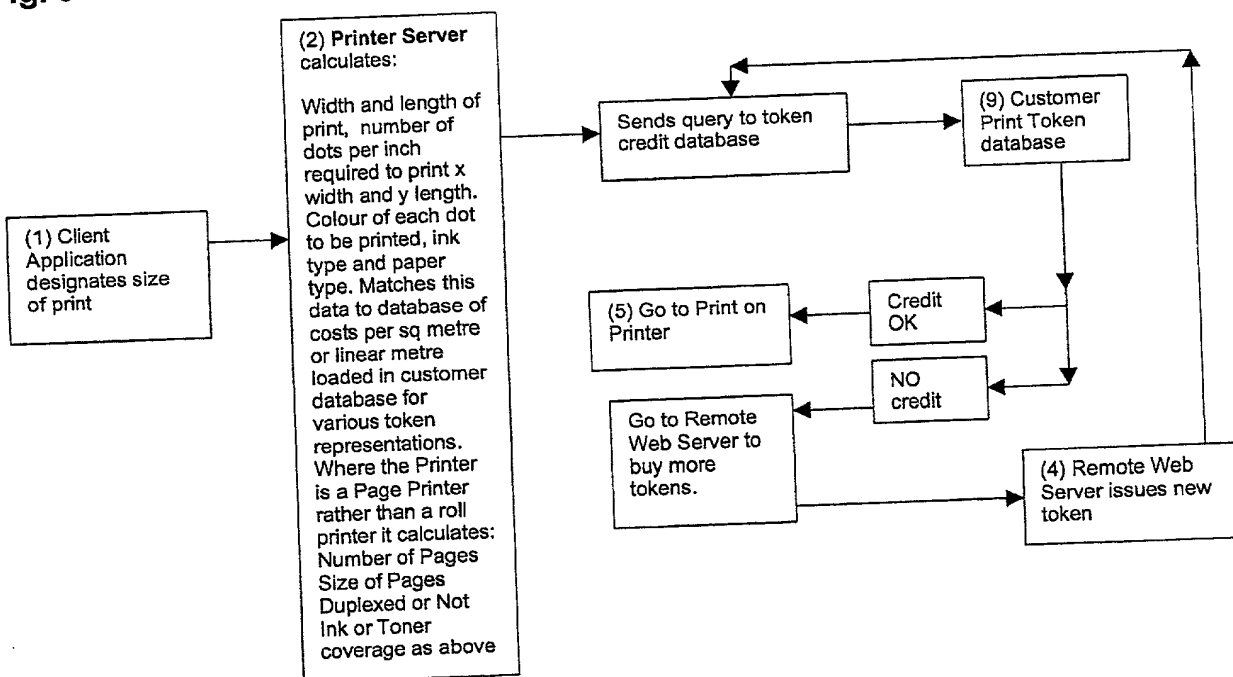 (1) Client
Application
designates size
of print
(2) Printer Server
calculates:
Width and length of
print, number of
dots per inch
required to print x
width and y length.
Colour of each dot
to be printed, ink
type and paper
type. Matches this
data to database of
costs per sq metre
or linear metre
loaded in customer
database for
various token
representations.
Where the Printer
is a Page Printer
rather than a roll
printer it calculates:
Number of Pages
Size of Pages
Duplexed or Not
Ink or Toner
coverage as above
Sends query to token
credit database
(9) Customer
Print Token
database
Credit
OK
(5) Go to Print on
Printer
NO
credit
Go to Remote
Web Server to
buy more
tokens.
(4) Remote Web
Server issues new
token